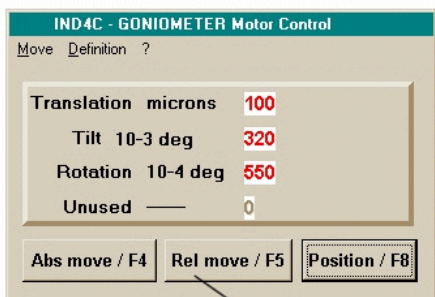 IND4C - GONIOMETER Motor Control
Move Definition ?
Translation microns 100
Tilt 10-3 deg 320
Rotation 10-4 deg 550
Unused —— 0
Abs move / F4 Rel move / F5 Position / F8